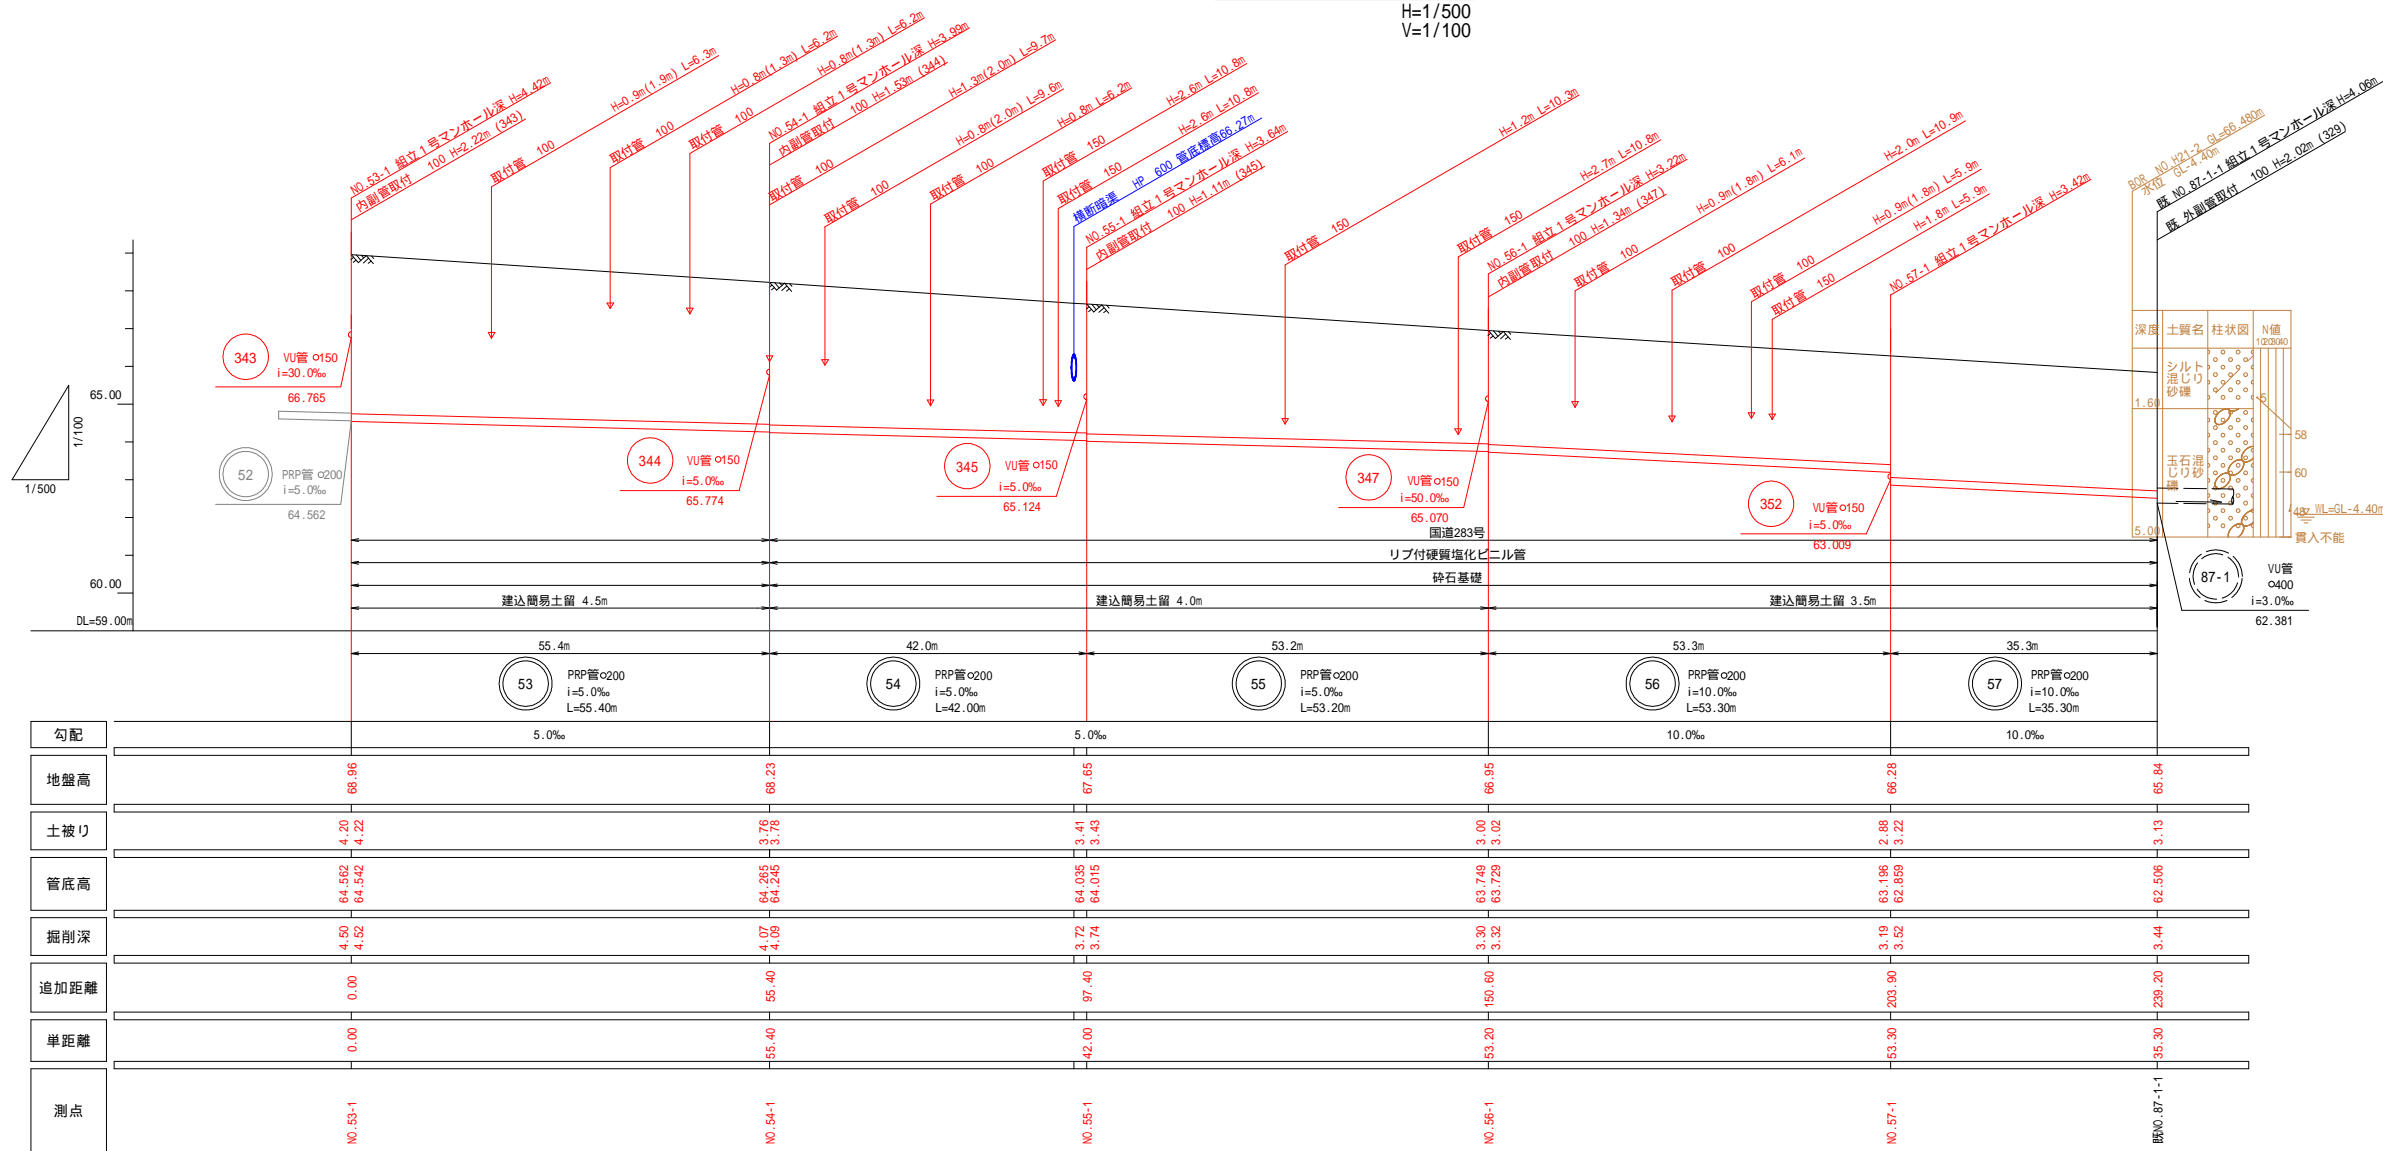 H=1/500
V=1/100
NO.53-1 組立1号マンホール深 H=4.42m
内副管取付 100 H=2.22m (343)
取付管 100 H=0.9m(1.9m) L=6.3m
取付管 100 H=0.8m(1.3m) L=6.2m
取付管 100 H=0.8m(1.3m) L=6.2m
NO.54-1 組立1号マンホール深 H=3.99m
内副管取付 100 H=1.53m (344)
取付管 100 H=1.3m(2.0m) L=9.7m
取付管 100 H=0.8m(2.0m) L=9.6m
取付管 100 H=0.8m L=6.2m
取付管 150 H=2.6m L=10.8m
取付管 150 H=2.6m L=10.8m
横断暗渠 HP 600 管底標高66.27m
NO.55-1 組立1号マンホール深 H=3.64m
内副管取付 100 H=1.11m (345)
取付管 150 H=1.2m L=10.3m
取付管 150 H=2.7m L=10.8m
NO.56-1 組立1号マンホール深 H=3.22m
内副管取付 100 H=1.34m (347)
取付管 100 H=0.9m(1.8m) L=6.1m
取付管 100 H=2.0m L=10.9m
取付管 100 H=0.9m(1.8m) L=5.9m
取付管 150 H=1.8m L=5.9m
NO.57-1 組立1号マンホール深 H=3.42m
BOR NO H21-2 GL=66.480m
水位 GL-4.40m
既 NO.87-1-1 組立1号マンホール深 H=4.06m
既 外副管取付 100 H=2.02m (329)
深度 土質名 柱状図 N値
10 20 30 40
シルト
混じり
砂礫
1.60
5
58
玉石混
じり砂
礫
60
48
WL=GL-4.40m
5.00
貫入不能
343 VU管 150
i=30.0‰
66.765
65.00
1/100
1/500
52 PRP管 200
i=5.0‰
64.562
344 VU管 150
i=5.0‰
65.774
345 VU管 150
i=5.0‰
65.124
347 VU管 150
i=50.0‰
65.070
352 VU管 150
i=5.0‰
63.009
87-1 VU管
400
i=3.0‰
62.381
国道283号
リブ付硬質塩化ビニル管
60.00
砕石基礎
建込簡易土留 4.5m 建込簡易土留 4.0m 建込簡易土留 3.5m
DL=59.00m
55.4m 42.0m 53.2m 53.3m 35.3m
53 PRP管 200
i=5.0‰
L=55.40m
54 PRP管 200
i=5.0‰
L=42.00m
55 PRP管 200
i=5.0‰
L=53.20m
56 PRP管 200
i=10.0‰
L=53.30m
57 PRP管 200
i=10.0‰
L=35.30m
勾配 5.0‰ 5.0‰ 10.0‰ 10.0‰
地盤高 68.96 68.23 67.65 66.95 66.28 65.84
土被り 4.20 4.22 3.76 3.78 3.41 3.43 3.00 3.02 2.88 3.22 3.13
管底高 64.562 64.542 64.265 64.245 64.035 64.015 63.749 63.729 63.196 62.859 62.506
掘削深 4.50 4.52 4.07 4.09 3.72 3.74 3.30 3.32 3.19 3.52 3.44
追加距離 0.00 55.40 97.40 150.60 203.90 239.20
単距離 0.00 55.40 42.00 53.20 53.30 35.30
測点 NO.53-1 NO.54-1 NO.55-1 NO.56-1 NO.57-1 既NO.87-1-1